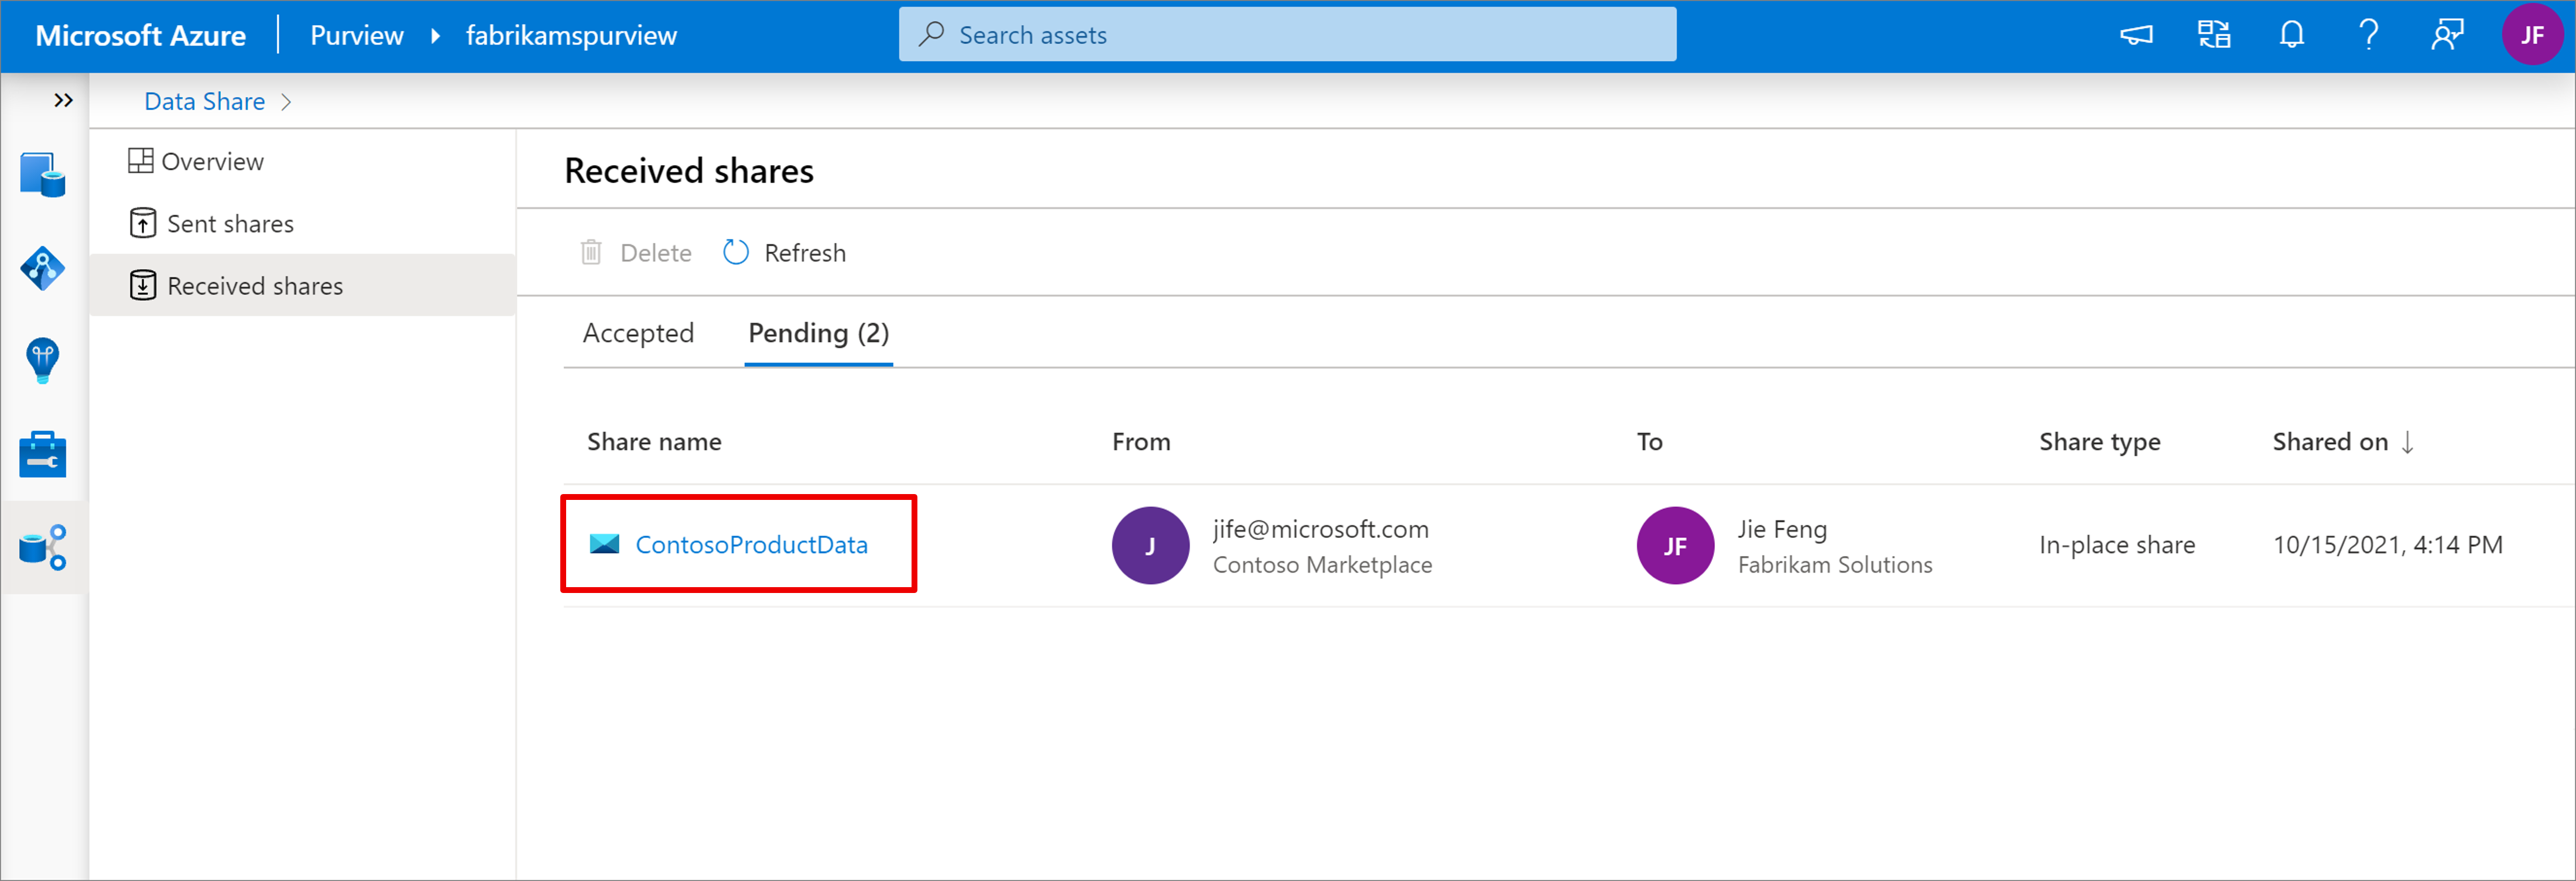 Microsoft Azure Purview fabrikamspurview Search assets JF
Data Share
Overview
Sent shares
Received shares
Received shares
Delete Refresh
Accepted Pending (2)
Share name From To Share type Shared on
ContosoProductData J jife@microsoft.com JF Jie Feng In-place share 10/15/2021, 4:14 PM
Contoso Marketplace Fabrikam Solutions